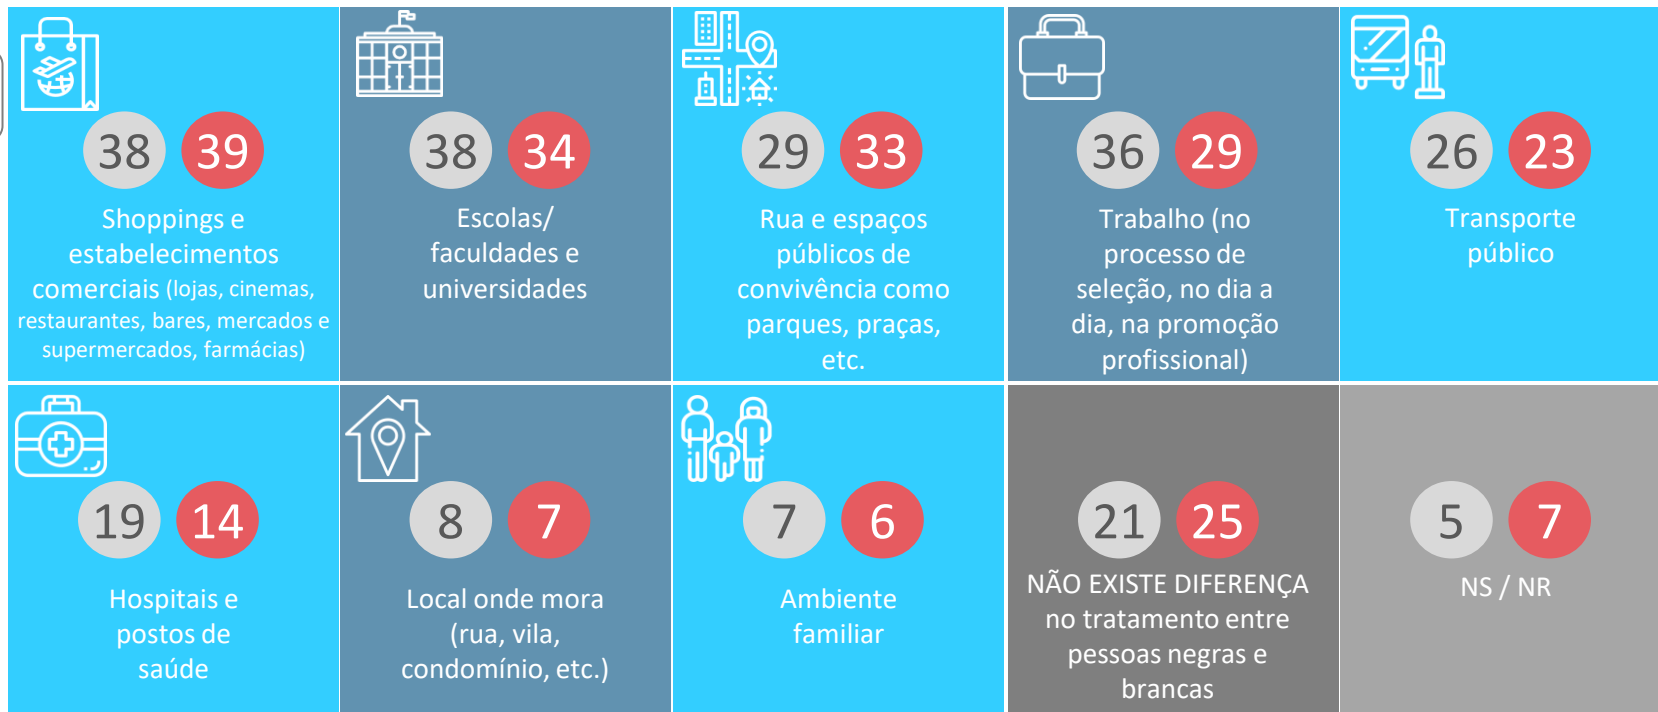 38 39
Shoppings e
estabelecimentos
comerciais (lojas, cinemas,
restaurantes, bares, mercados e
supermercados, farmácias)
38 34
Escolas/
faculdades e
universidades
29 33
Rua e espaços
públicos de
convivência como
parques, praças,
etc.
36 29
Trabalho (no
processo de
seleção, no dia a
dia, na promoção
profissional)
26 23
Transporte
público
19 14
Hospitais e
postos de
saúde
8 7
Local onde mora
(rua, vila,
condomínio, etc.)
7 6
Ambiente
familiar
21 25
NÃO EXISTE DIFERENÇA
no tratamento entre
pessoas negras e
brancas
5 7
NS / NR